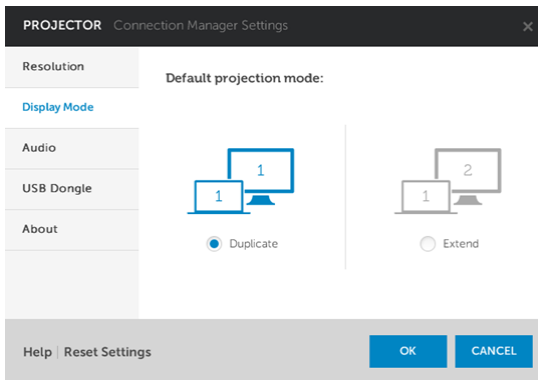 PROJECTOR Connection Manager Settings
Resolution
Display Mode
Audio
USB Dongle
About
Default projection mode:
1
1
Duplicate
2
1
Extend
Help | Reset Settings
OK
CANCEL